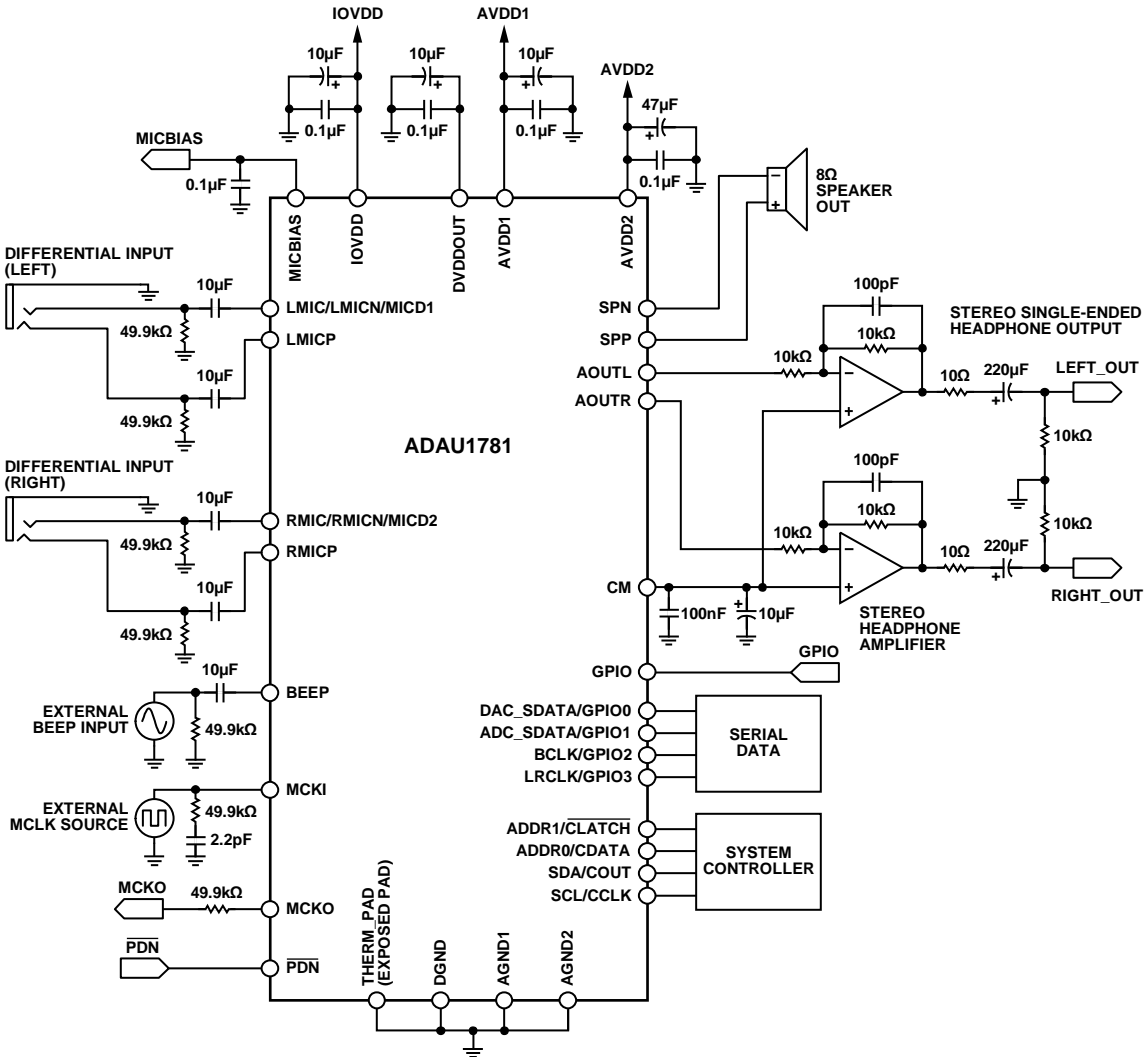 IOVDD
AVDD1
10µF
10µF
10µF
AVDD2
47µF
0.1µF
0.1µF
0.1µF
MICBIAS
0.1µF
0.1µF
8Ω
SPEAKER
OUT
MICBIAS
IOVDD
DVDDOUT
AVDD1
AVDD2
DIFFERENTIAL INPUT
(LEFT)
10µF
49.9kΩ
LMIC/LMICN/MICD1
LMICP
10µF
49.9kΩ
SPN
SPP
AOUTL
AOUTR
100pF
10kΩ
10kΩ
STEREO SINGLE-ENDED
HEADPHONE OUTPUT
10Ω
220µF
LEFT_OUT
10kΩ
ADAU1781
DIFFERENTIAL INPUT
(RIGHT)
10µF
49.9kΩ
RMIC/RMICN/MICD2
RMICP
10µF
49.9kΩ
100pF
10kΩ
10kΩ
10kΩ
10Ω
220µF
RIGHT_OUT
CM
100nF
10µF
STEREO
HEADPHONE
AMPLIFIER
10µF
BEEP
EXTERNAL
BEEP INPUT
49.9kΩ
GPIO
GPIO
DAC_SDATA/GPIO0
ADC_SDATA/GPIO1
BCLK/GPIO2
LRCLK/GPIO3
SERIAL
DATA
MCKI
EXTERNAL
MCLK SOURCE
49.9kΩ
2.2pF
ADDR1/CLATCH
ADDR0/CDATA
SDA/COUT
SCL/CCLK
SYSTEM
CONTROLLER
MCKO
49.9kΩ
MCKO
PDN
PDN
THERM_PAD
(EXPOSED PAD)
DGND
AGND1
AGND2